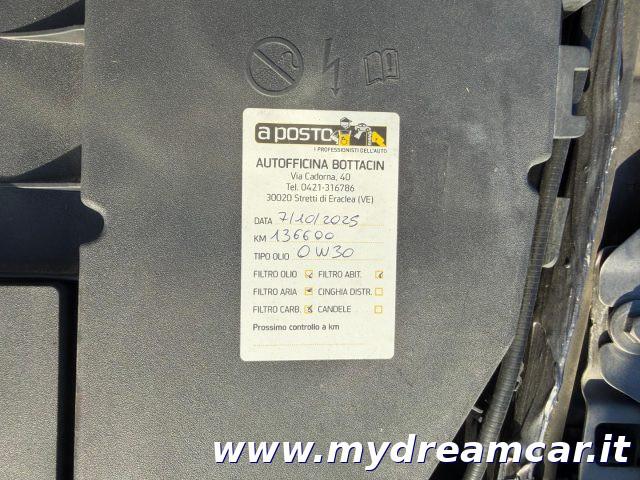 a posto
I PROFESSIONISTI DELL'AUTO
AUTOFFICINA BOTTACIN
Via Cadorna, 40
Tel. 0421-316786
30020 Stretti di Eraclea (VE)
DATA 7/10/2025
KM 136600
TIPO OLIO 0W30
FILTRO OLIO FILTRO ABIT.
FILTRO ARIA CINGHIA DISTR.
FILTRO CARB. CANDELE
Prossimo controllo a km
www.mydreamcar.it